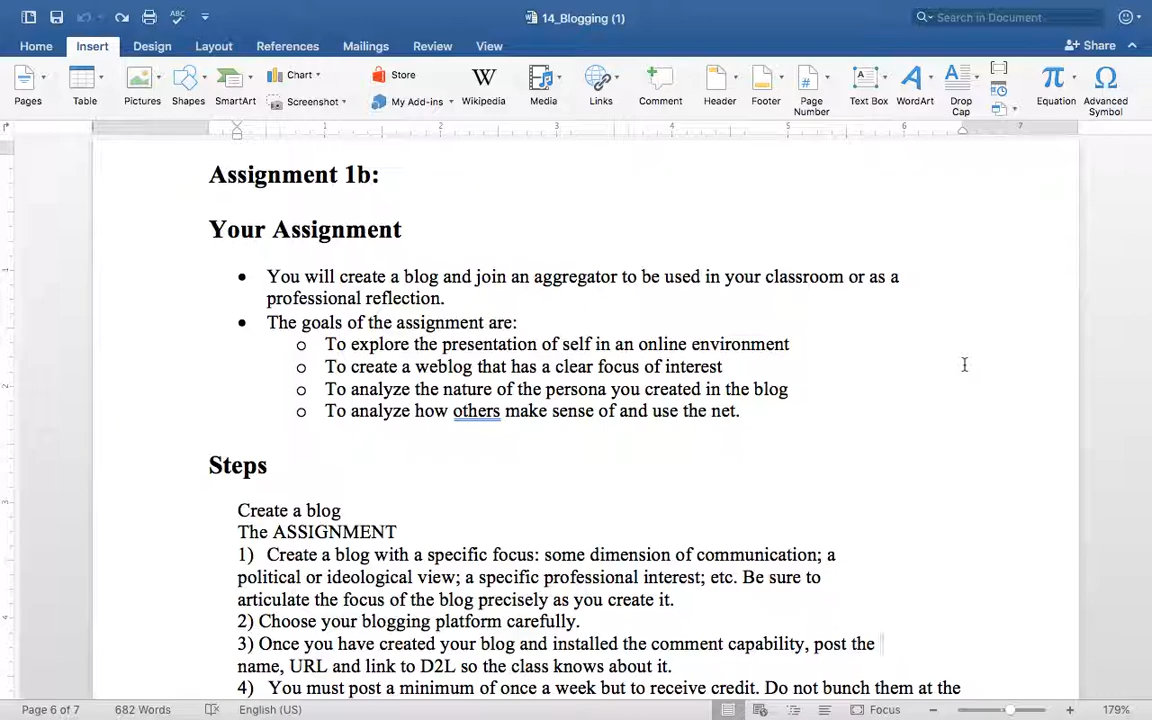 ABC
14_Blogging (1)
Search in Document
Home Insert Design Layout References Mailings Review View
Share
Pages Table Pictures Shapes SmartArt Chart Screenshot Store My Add-ins Wikipedia Media Links Comment Header Footer Page Number Text Box WordArt Drop Cap Equation Advanced Symbol
1 2 3 4 5 6 7
Assignment 1b:
Your Assignment
• You will create a blog and join an aggregator to be used in your classroom or as a
professional reflection.
• The goals of the assignment are:
o To explore the presentation of self in an online environment
o To create a weblog that has a clear focus of interest
o To analyze the nature of the persona you created in the blog
o To analyze how others make sense of and use the net.
Steps
Create a blog
The ASSIGNMENT
1) Create a blog with a specific focus: some dimension of communication; a
political or ideological view; a specific professional interest; etc. Be sure to
articulate the focus of the blog precisely as you create it.
2) Choose your blogging platform carefully.
3) Once you have created your blog and installed the comment capability, post the
name, URL and link to D2L so the class knows about it.
4) You must post a minimum of once a week but to receive credit. Do not bunch them at the
Page 6 of 7 682 Words English (US) Focus 179%